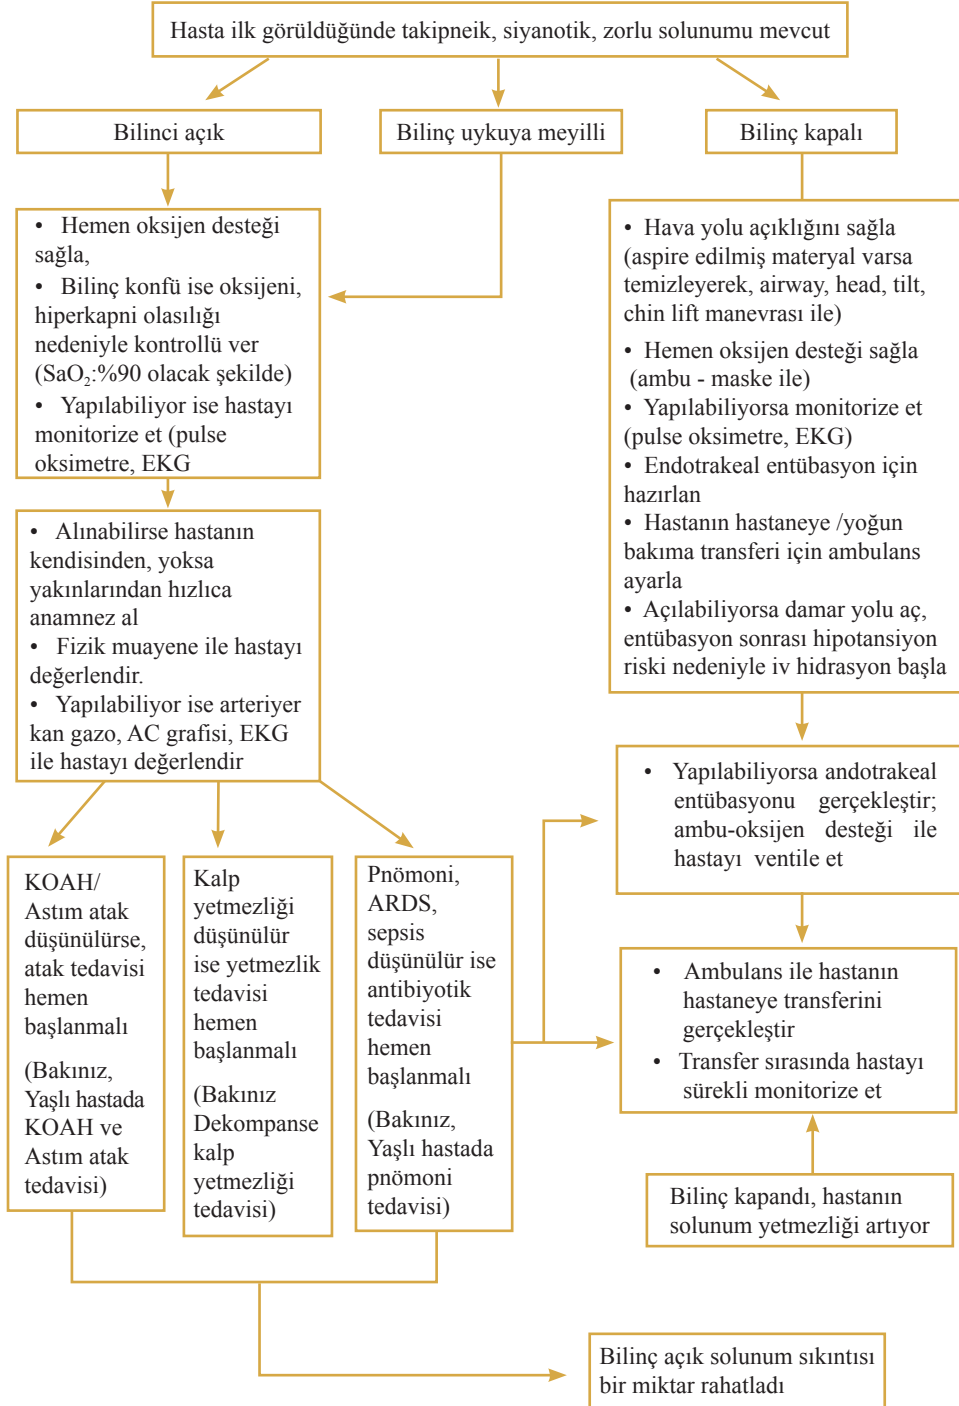 Hasta ilk görüldüğünde takipneik, siyanotik, zorlu solunumu mevcut
Bilinci açık
Bilinç uykuya meyilli
Bilinç kapalı
• Hemen oksijen desteği
sağla,
• Bilinç konfü ise oksijeni,
hiperkapni olasılığı
nedeniyle kontrollü ver
(SaO₂:%90 olacak şekilde)
• Yapılabiliyor ise hastayı
monitorize et (pulse
oksimetre, EKG
• Hava yolu açıklığını sağla
(aspire edilmiş materyal varsa
temizleyerek, airway, head, tilt,
chin lift manevrası ile)
• Hemen oksijen desteği sağla
(ambu - maske ile)
• Yapılabiliyorsa monitorize et
(pulse oksimetre, EKG)
• Endotrakeal entübasyon için
hazırlan
• Hastanın hastaneye /yoğun
bakıma transferi için ambulans
ayarla
• Açılabiliyorsa damar yolu aç,
entübasyon sonrası hipotansiyon
riski nedeniyle iv hidrasyon başla
• Alınabilirse hastanın
kendisinden, yoksa
yakınlarından hızlıca
anamnez al
• Fizik muayene ile hastayı
değerlendir.
• Yapılabiliyor ise arteriyer
kan gazo, AC grafisi, EKG
ile hastayı değerlendir
• Yapılabiliyorsa andotrakeal
entübasyonu gerçekleştir;
ambu-oksijen desteği ile
hastayı ventile et
KOAH/
Astım atak
düşünülürse,
atak tedavisi
hemen
başlanmalı
(Bakınız,
Yaşlı hastada
KOAH ve
Astım atak
tedavisi)
Kalp
yetmezliği
düşünülür
ise yetmezlik
tedavisi
hemen
başlanmalı
(Bakınız
Dekompanse
kalp
yetmezliği
tedavisi)
Pnömoni,
ARDS,
sepsis
düşünülür ise
antibiyotik
tedavisi
hemen
başlanmalı
(Bakınız,
Yaşlı hastada
pnömoni
tedavisi)
• Ambulans ile hastanın
hastaneye transferini
gerçekleştir
• Transfer sırasında hastayı
sürekli monitorize et
Bilinç kapandı, hastanın
solunum yetmezliği artıyor
Bilinç açık solunum sıkıntısı
bir miktar rahatladı